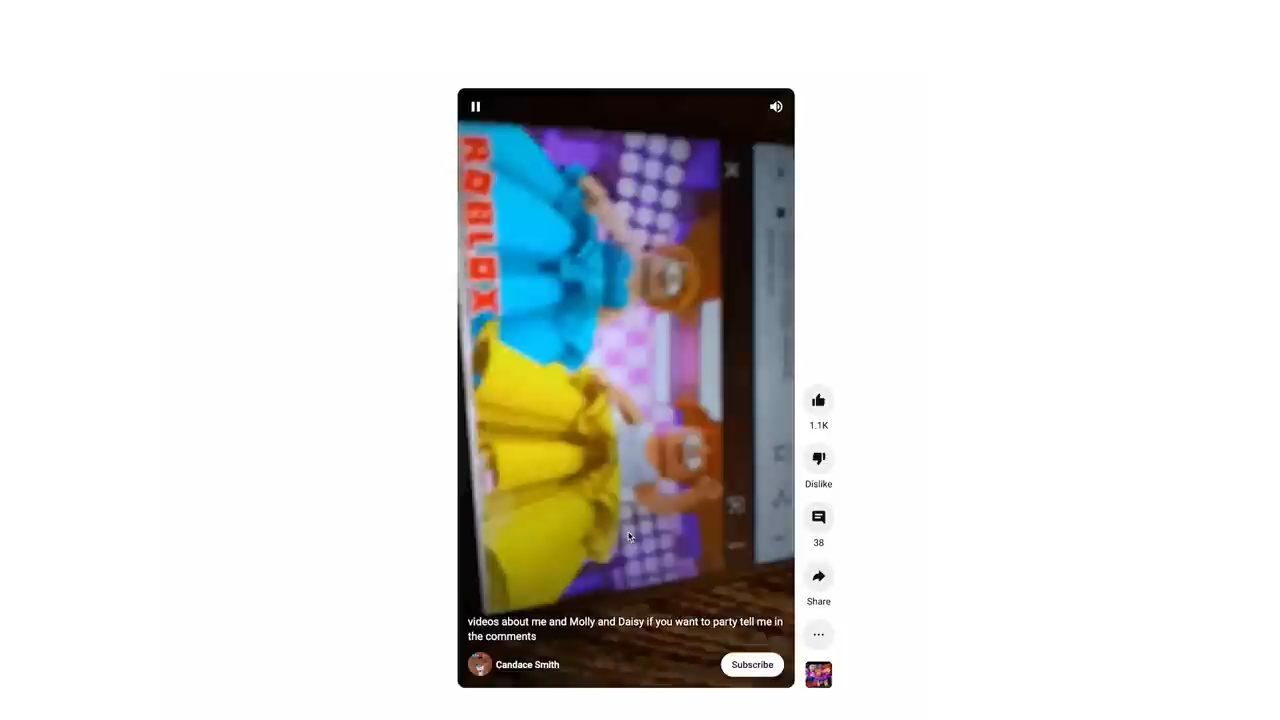 ROBLOX
1.1K
Dislike
38
Share
videos about me and Molly and Daisy if you want to party tell me in
the comments
Candace Smith
Subscribe